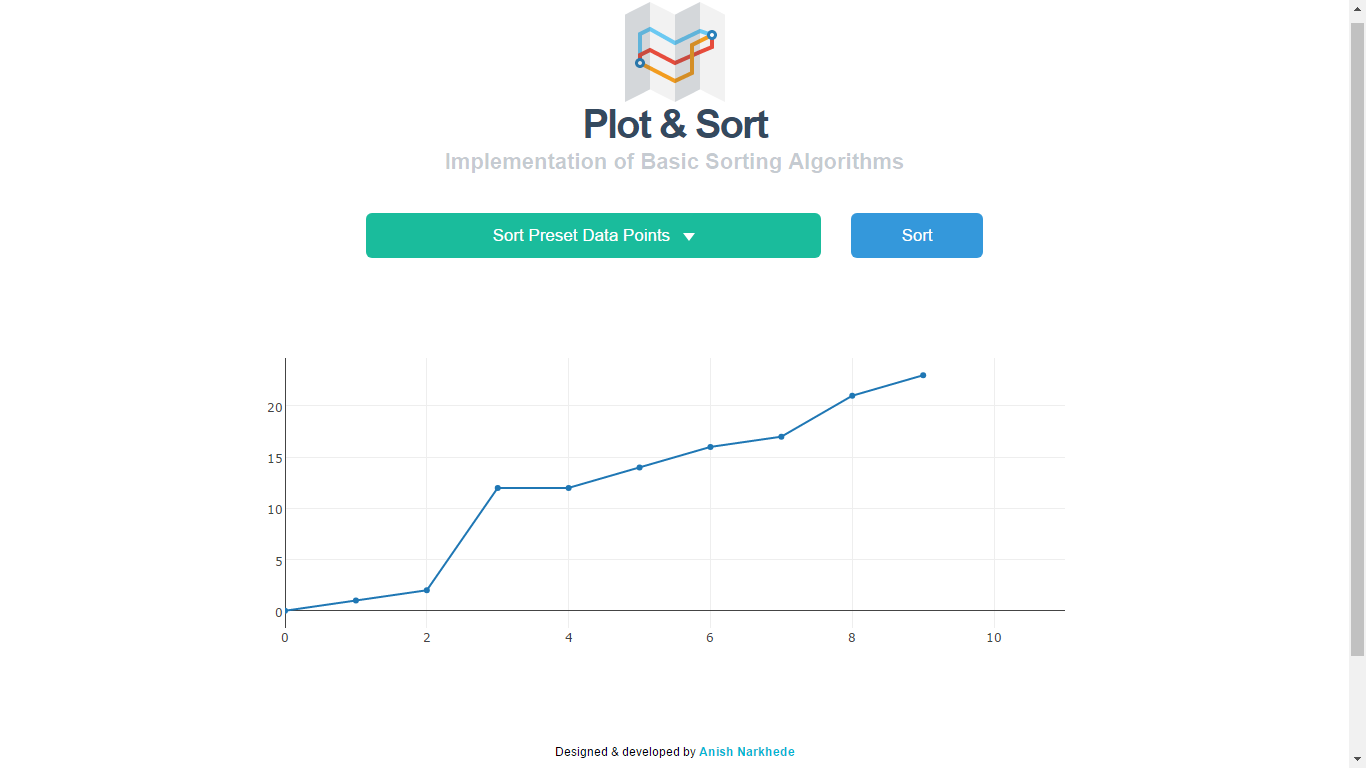 Plot & Sort
Implementation of Basic Sorting Algorithms
Sort Preset Data Points
Sort
20
15
10
5
0
0 2 4 6 8 10
Designed & developed by Anish Narkhede